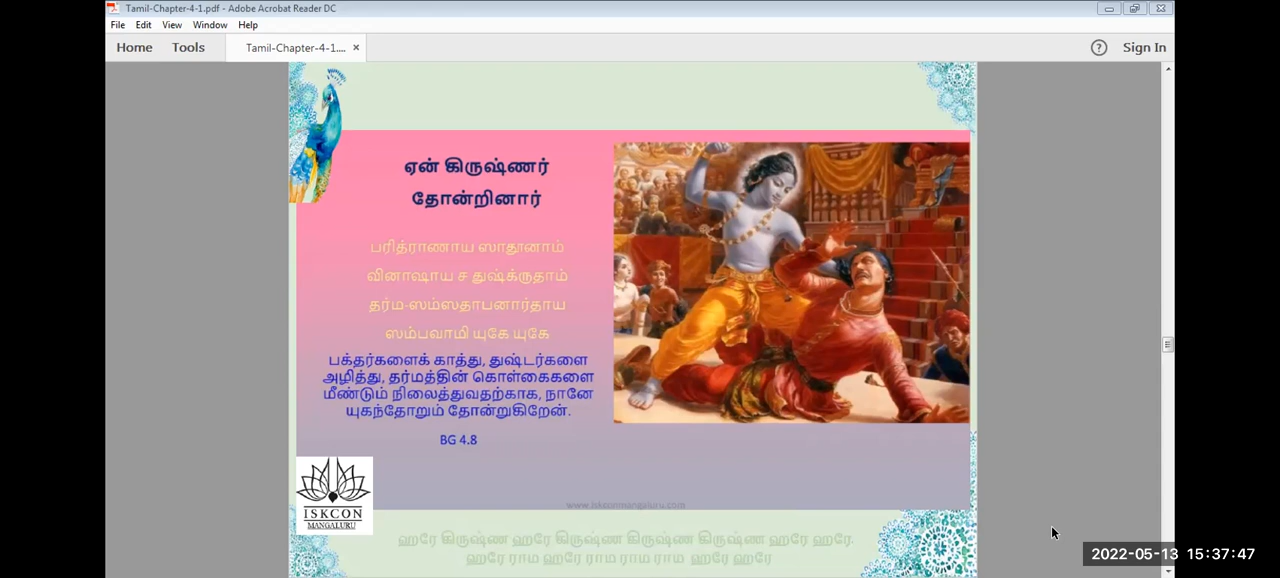 Tamil-Chapter-4-1.pdf - Adobe Acrobat Reader DC
File Edit View Window Help
Home Tools Tamil-Chapter-4-1.... × ? Sign In
ஏன் கிருஷ்ணர்
தோன்றினார்
பரித்ராணாய ஸாதூனாம்
வினாஷாய ச துஷ்க்ருதாம்
தர்ம-ஸம்ஸதாபனார்தாய
ஸம்பவாமி யுகே யுகே
பக்தர்களைக் காத்து, துஷ்டர்களை
அழித்து, தர்மத்தின் கொள்கைகளை
மீண்டும் நிலைத்துவதற்காக, நானே
யுகந்தோறும் தோன்றுகிறேன்.
BG 4.8
ISKCON
MANGALURU
www.iskconmangaluru.com
ஹரே கிருஷ்ண ஹரே கிருஷ்ண கிருஷ்ண கிருஷ்ண ஹரே ஹரே
ஹரே ராம ஹரே ராம ராம ராம ஹரே ஹரே
2022-05-13 15:37:47